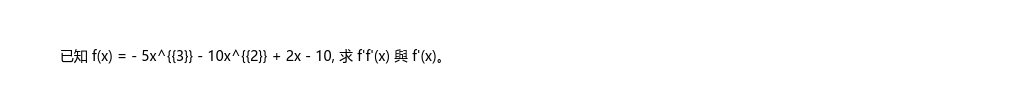 已知 f(x) = - 5x^{{3}} - 10x^{{2}} + 2x - 10, 求 f'f'(x) 與 f'(x)。